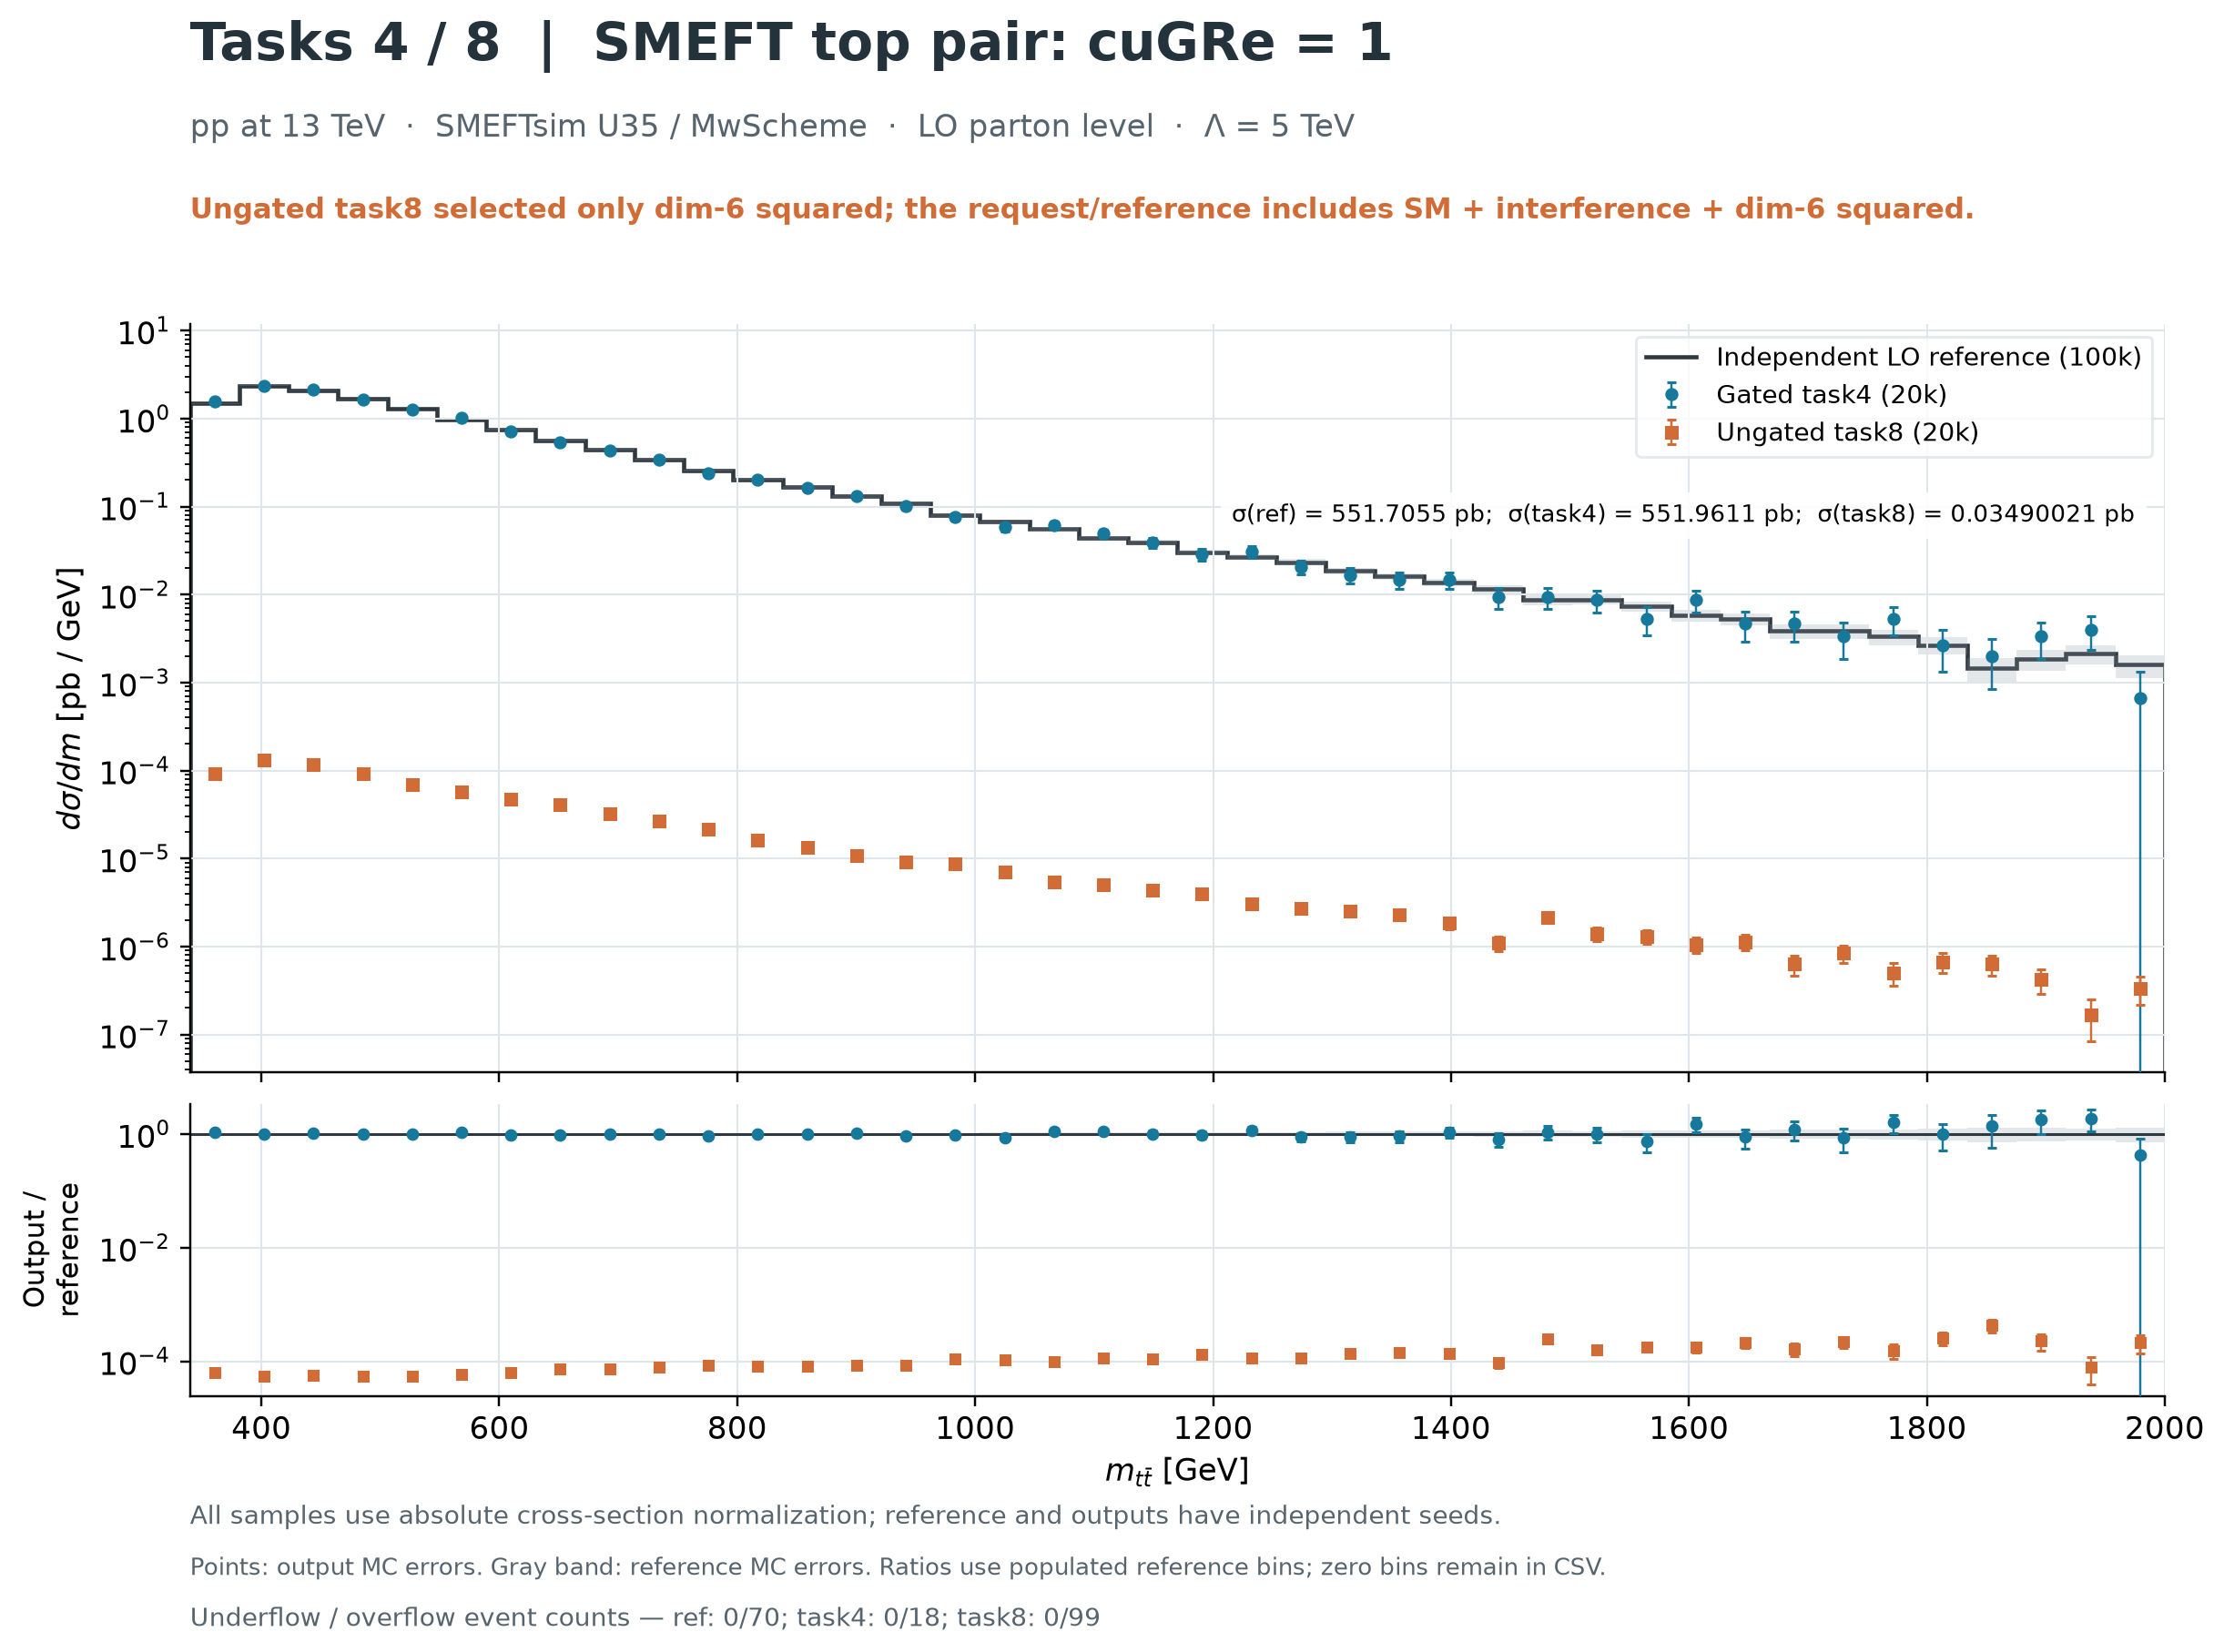 Tasks 4 / 8 | SMEFT top pair: cuGRe = 1
pp at 13 TeV · SMEFTsim U35 / MwScheme · LO parton level · Λ = 5 TeV
Ungated task8 selected only dim-6 squared; the request/reference includes SM + interference + dim-6 squared.
Independent LO reference (100k)
Gated task4 (20k)
Ungated task8 (20k)
σ(ref) = 551.7055 pb; σ(task4) = 551.9611 pb; σ(task8) = 0.03490021 pb
dσ/dm [pb / GeV]
10¹
10⁰
10⁻¹
10⁻²
10⁻³
10⁻⁴
10⁻⁵
10⁻⁶
10⁻⁷
Output /
reference
10⁰
10⁻²
10⁻⁴
400 600 800 1000 1200 1400 1600 1800 2000
m_{tt̄} [GeV]
All samples use absolute cross-section normalization; reference and outputs have independent seeds.
Points: output MC errors. Gray band: reference MC errors. Ratios use populated reference bins; zero bins remain in CSV.
Underflow / overflow event counts — ref: 0/70; task4: 0/18; task8: 0/99